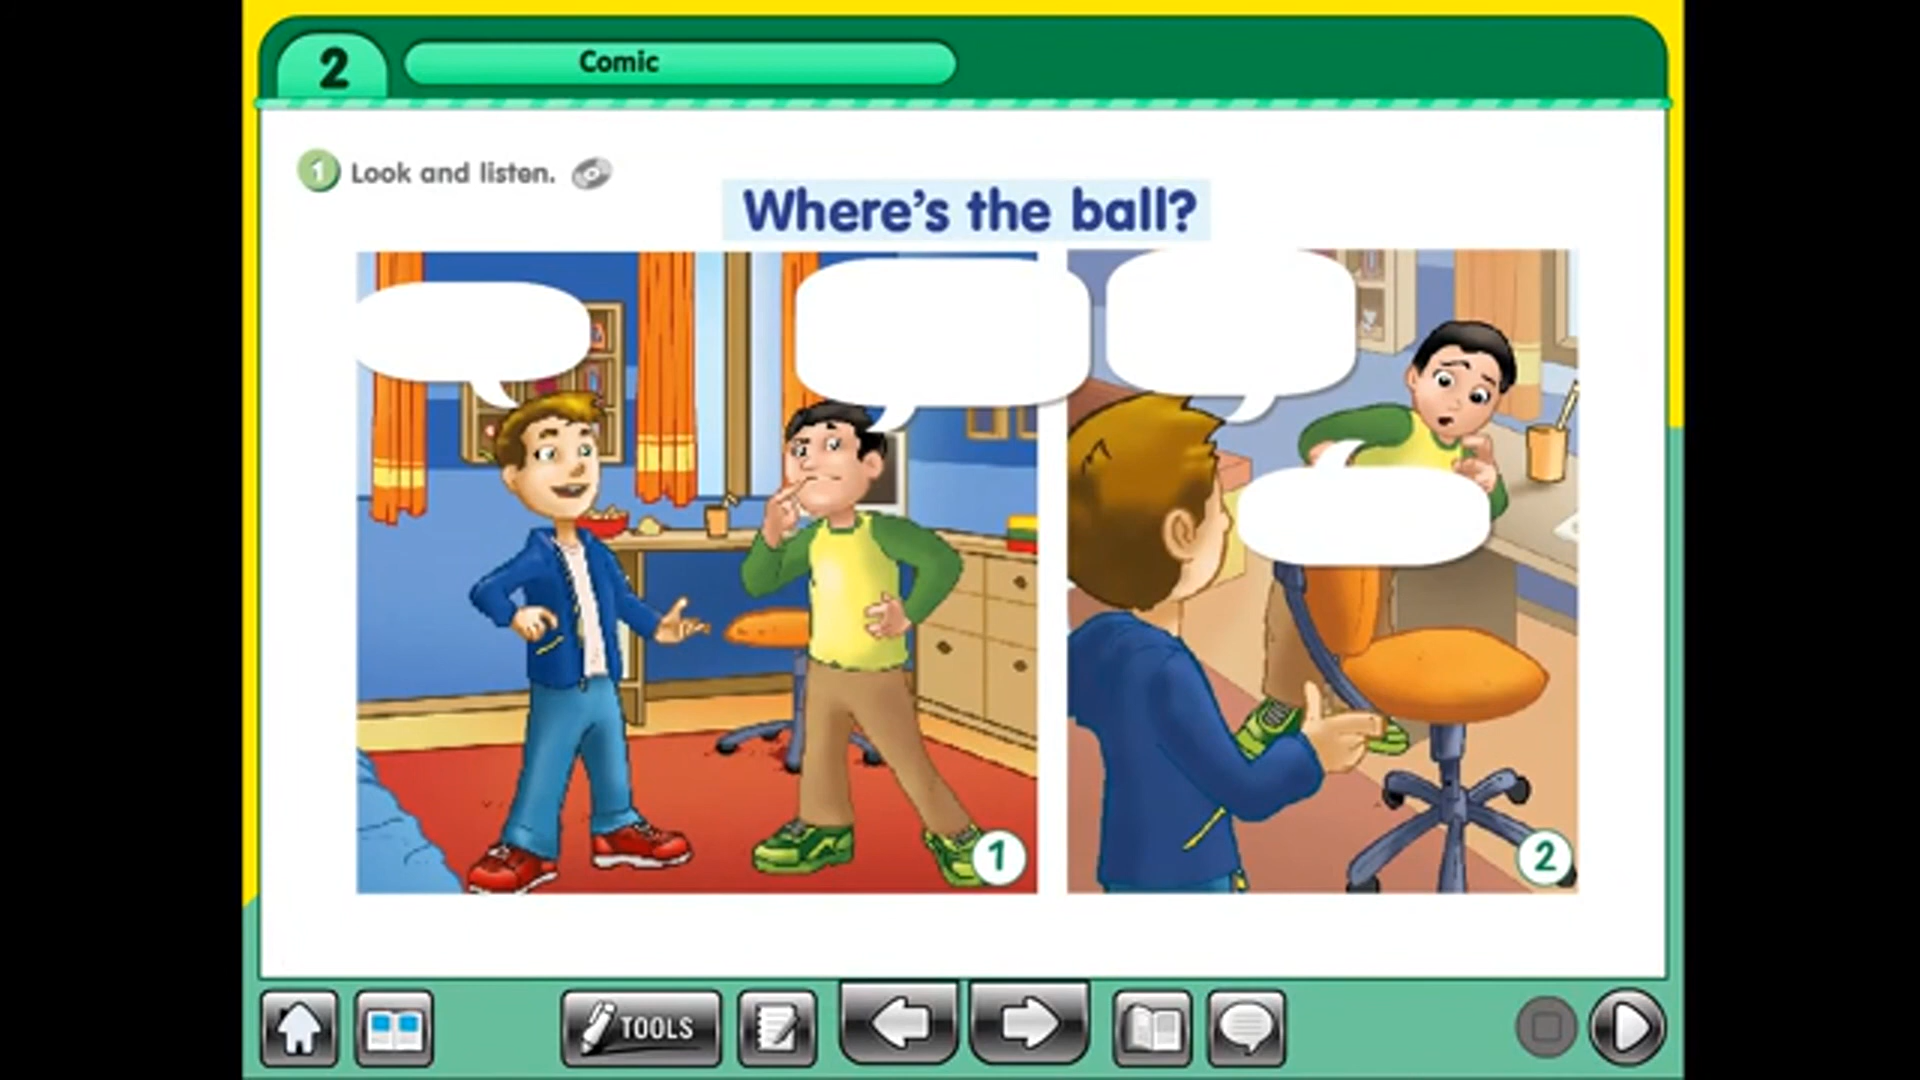 2
Comic
1 Look and listen.
Where's the ball?
1
2
TOOLS